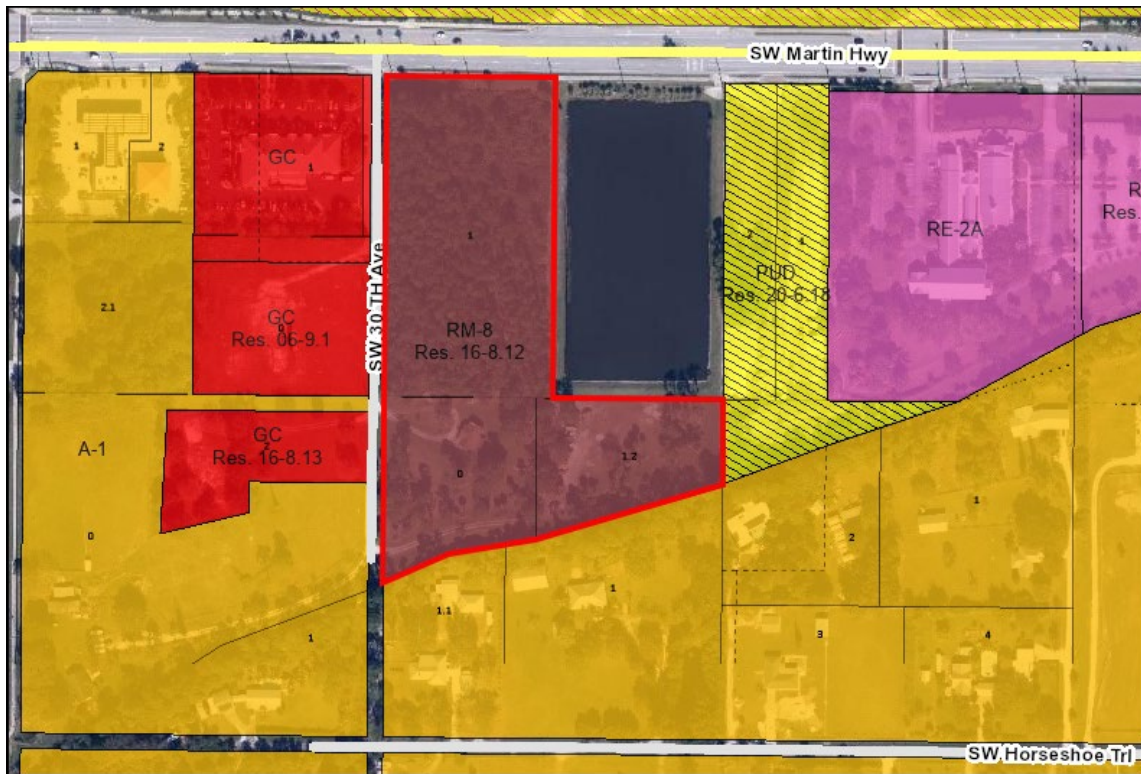 SW Martin Hwy
1
2
GC
1
SW 30 TH Ave
1
2
1
RE-2A
R
Res.
PUD
Res. 20-6.18
2.1
GC
Res. 06-9.1
RM-8
Res. 16-8.12
A-1
GC
Res. 16-8.13
0
1.2
0
1
2
1.1
1
1
3
4
SW Horseshoe Trl